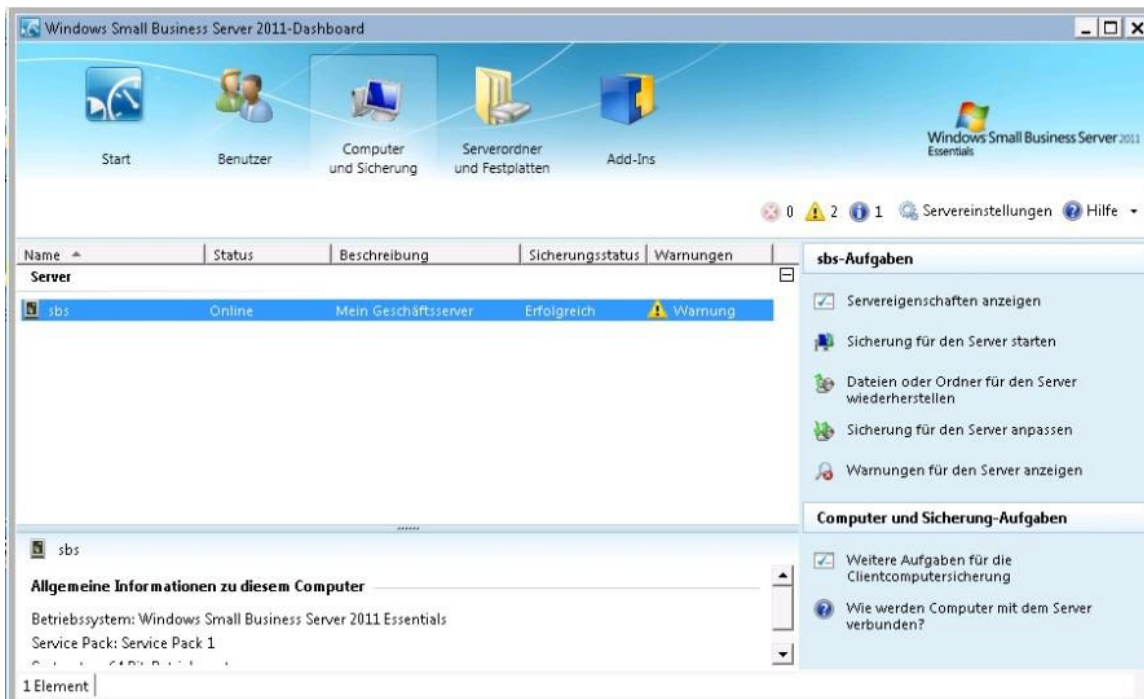 Windows Small Business Server 2011-Dashboard
Start
Benutzer
Computer
und Sicherung
Serverordner
und Festplatten
Add-Ins
Windows Small Business Server 2011
Essentials
0 2 1 Servereinstellungen Hilfe
Name Status Beschreibung Sicherungsstatus Warnungen
Server
sbs Online Mein Geschäftsserver Erfolgreich Warnung
sbs
Allgemeine Informationen zu diesem Computer
Betriebssystem: Windows Small Business Server 2011 Essentials
Service Pack: Service Pack 1
1 Element
sbs-Aufgaben
Servereigenschaften anzeigen
Sicherung für den Server starten
Dateien oder Ordner für den Server
wiederherstellen
Sicherung für den Server anpassen
Warnungen für den Server anzeigen
Computer und Sicherung-Aufgaben
Weitere Aufgaben für die
Clientcomputersicherung
Wie werden Computer mit dem Server
verbunden?